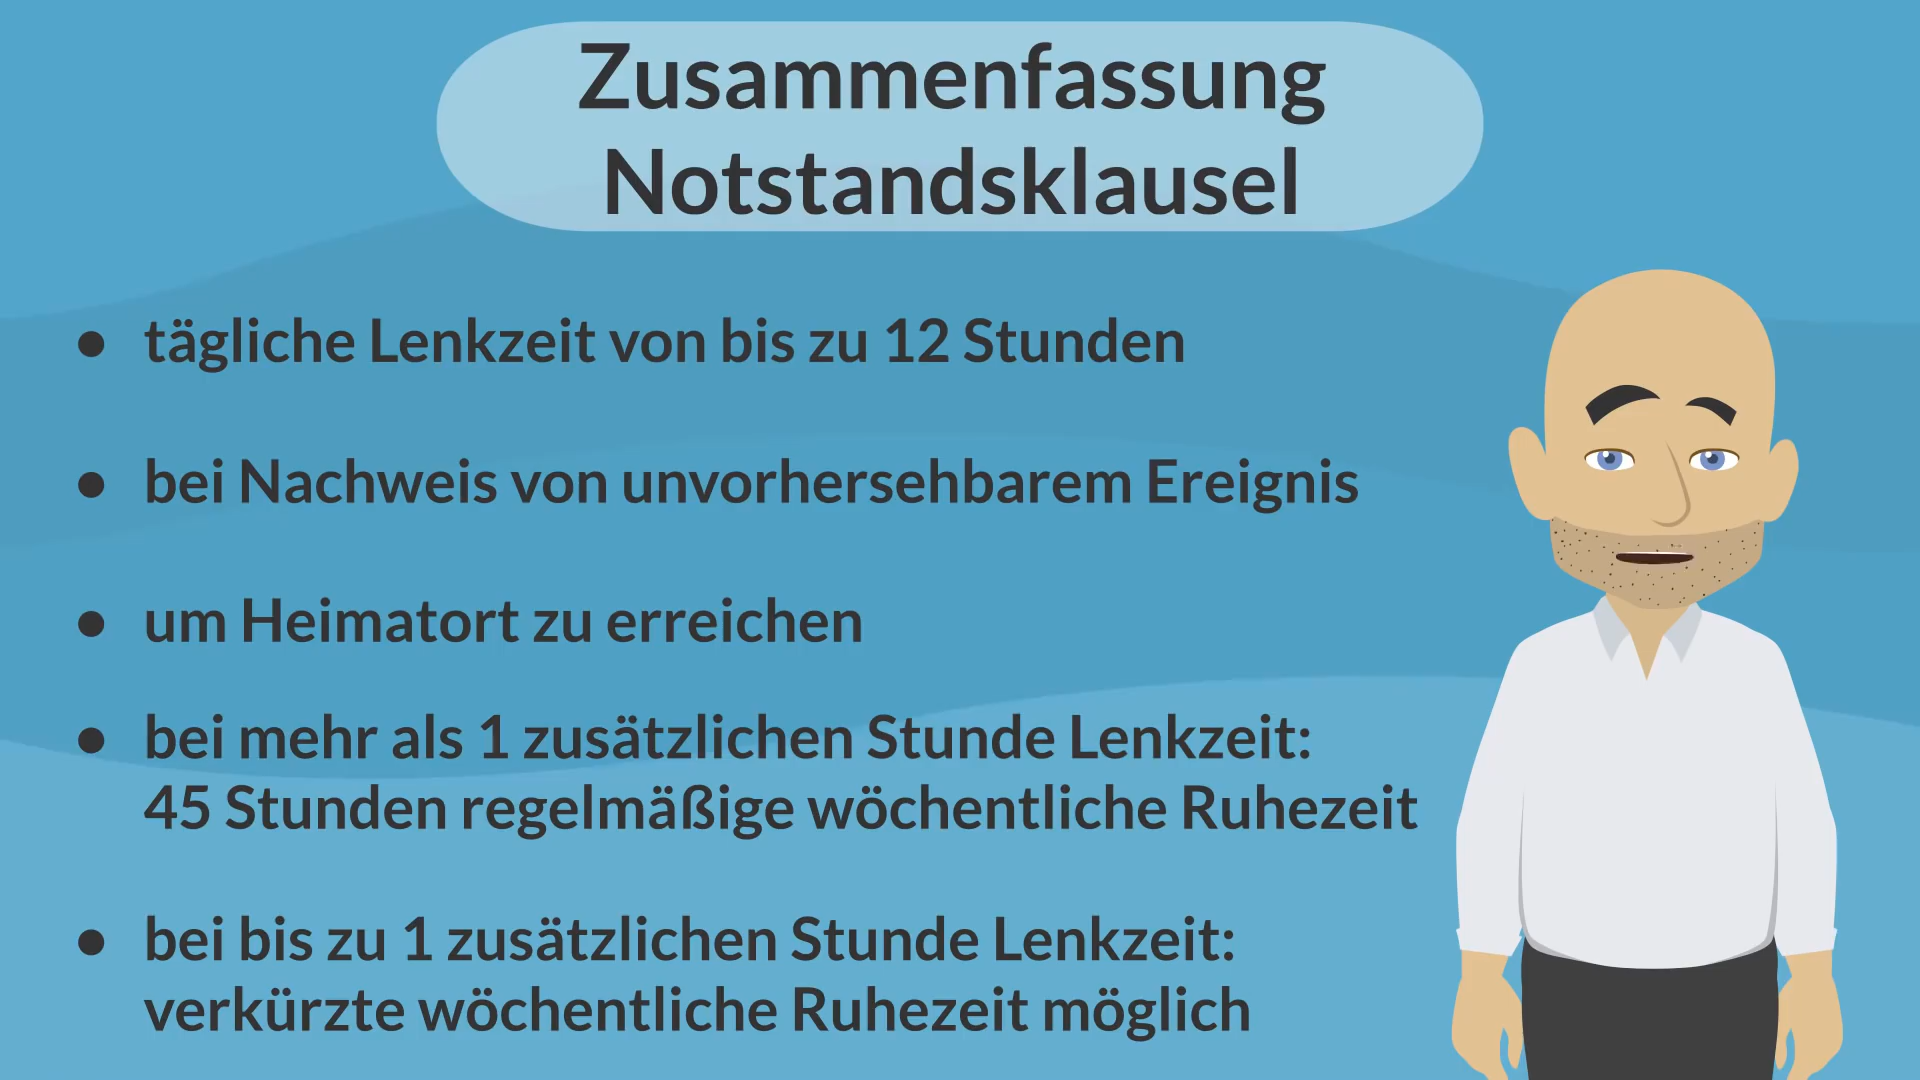 Zusammenfassung
Notstandsklausel
● tägliche Lenkzeit von bis zu 12 Stunden
● bei Nachweis von unvorhersehbarem Ereignis
● um Heimatort zu erreichen
● bei mehr als 1 zusätzlichen Stunde Lenkzeit:
45 Stunden regelmäßige wöchentliche Ruhezeit
● bei bis zu 1 zusätzlichen Stunde Lenkzeit:
verkürzte wöchentliche Ruhezeit möglich